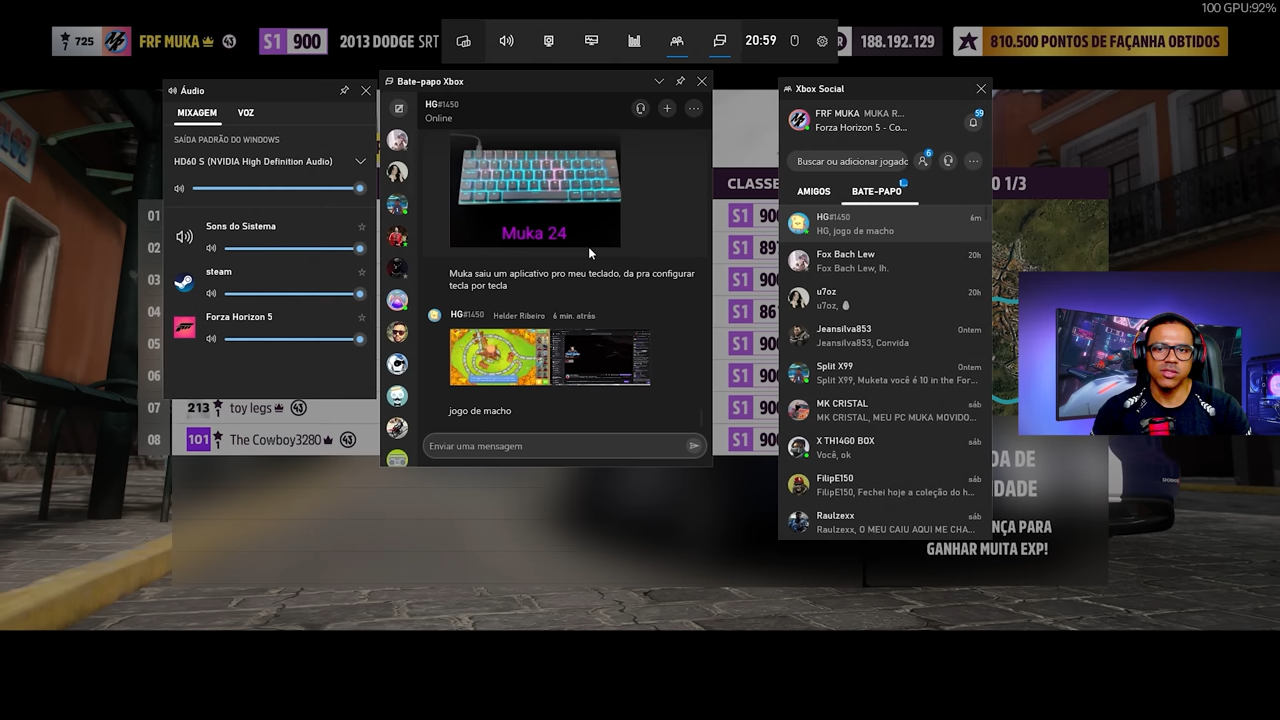 100 GPU:92%
725
FRF MUKA 43
S1 900
2013 DODGE SRT
20:59
188.192.129
810.500 PONTOS DE FAÇANHA OBTIDOS
Áudio
MIXAGEM VOZ
SAÍDA PADRÃO DO WINDOWS
HD60 S (NVIDIA High Definition Audio)
Sons do Sistema
steam
Forza Horizon 5
01
02
03
04
05
06
07 213 toy legs 43
08 101 The Cowboy3280 43
Bate-papo Xbox
HG#1450
Online
Muka 24
Muka saiu um aplicativo pro meu teclado, da pra configurar
tecla por tecla
HG#1450 Helder Ribeiro 6 min. atrás
jogo de macho
Enviar uma mensagem
CLASSE
S1 900
S1 897
S1 900
S1 86
S1 900
S1 900
S1 900
S1 900
Xbox Social
FRF MUKA MUKA R...
Forza Horizon 5 - Co...
59
Buscar ou adicionar jogado
6
AMIGOS BATE-PAPO
HG#1450 6m
HG, jogo de macho
Fox Bach Lew 20h
Fox Bach Lew, lh.
u7oz 20h
u7oz,
Jeansilva853 Ontem
Jeansilva853, Convida
Split X99 Ontem
Split X99, Muketa você é 10 in the For...
MK CRISTAL sáb
MK CRISTAL, MEU PC MUKA MOVIDO...
X TH14G0 BOX sáb
Você, ok
FilipE150 sáb
FilipE150, Fechei hoje a coleção do h...
Raulzexx sáb
Raulzexx, O MEU CAIU AQUI ME CHA...
O 1/3
DA DE
DADE
NÇA PARA
GANHAR MUITA EXP!